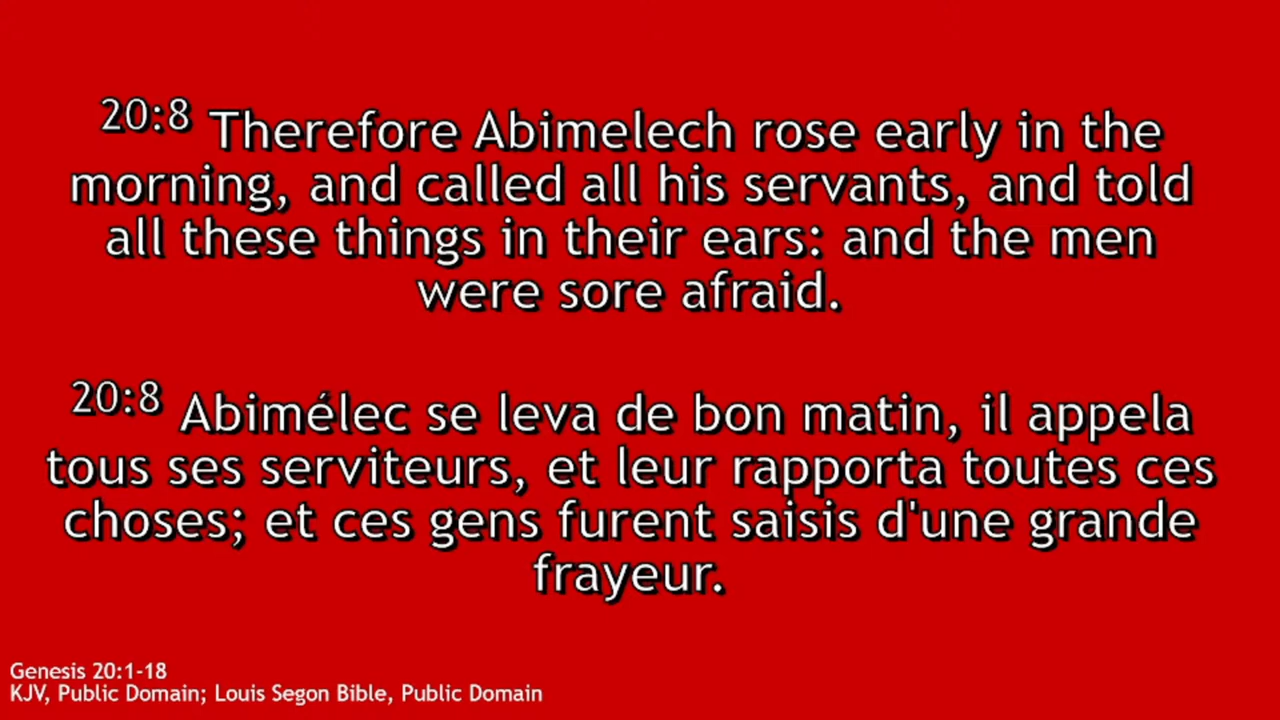 20:8 Therefore Abimelech rose early in the
morning, and called all his servants, and told
all these things in their ears: and the men
were sore afraid.
20:8 Abimélec se leva de bon matin, il appela
tous ses serviteurs, et leur rapporta toutes ces
choses; et ces gens furent saisis d'une grande
frayeur.
Genesis 20:1-18
KJV, Public Domain; Louis Segon Bible, Public Domain